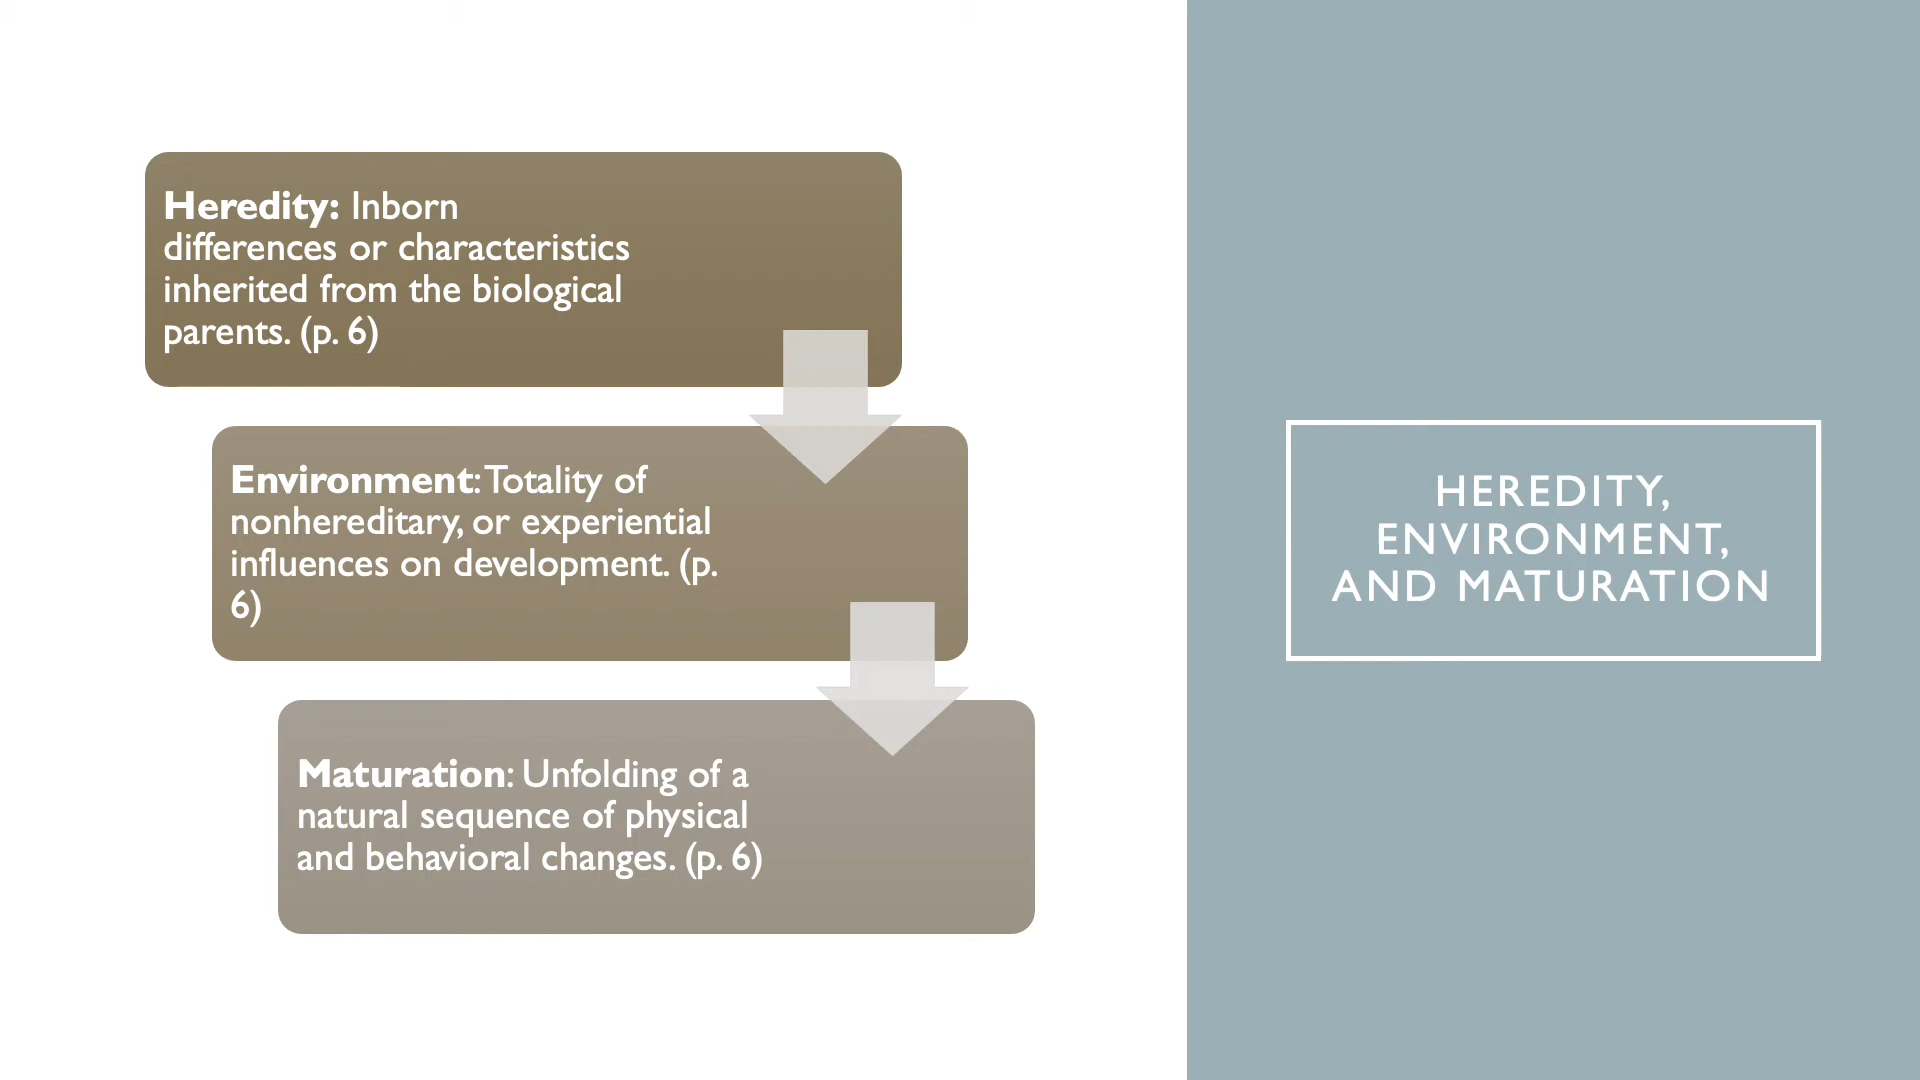 Heredity: Inborn
differences or characteristics
inherited from the biological
parents. (p. 6)
Environment: Totality of
nonhereditary, or experiential
influences on development. (p.
6)
Maturation: Unfolding of a
natural sequence of physical
and behavioral changes. (p. 6)
HEREDITY,
ENVIRONMENT,
AND MATURATION